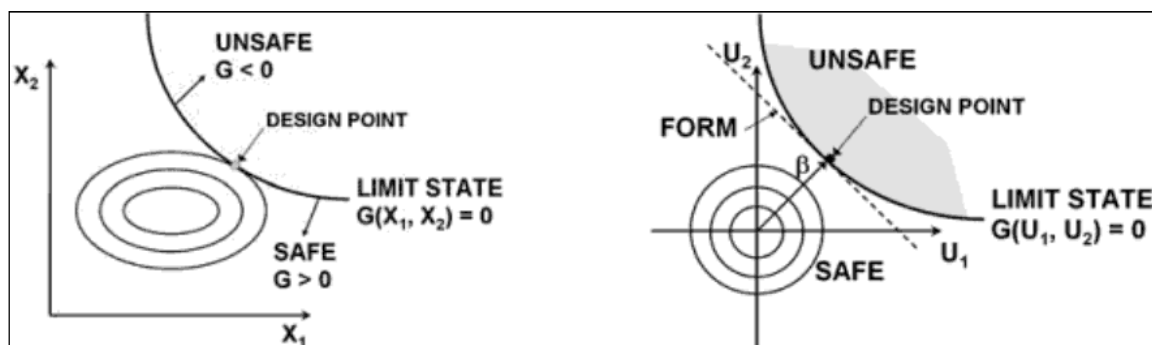 X₂
UNSAFE
G < 0
DESIGN POINT
LIMIT STATE
G(X₁, X₂) = 0
SAFE
G > 0
X₁
U₂
UNSAFE
DESIGN POINT
FORM
β
LIMIT STATE
G(U₁, U₂) = 0
U₁
SAFE